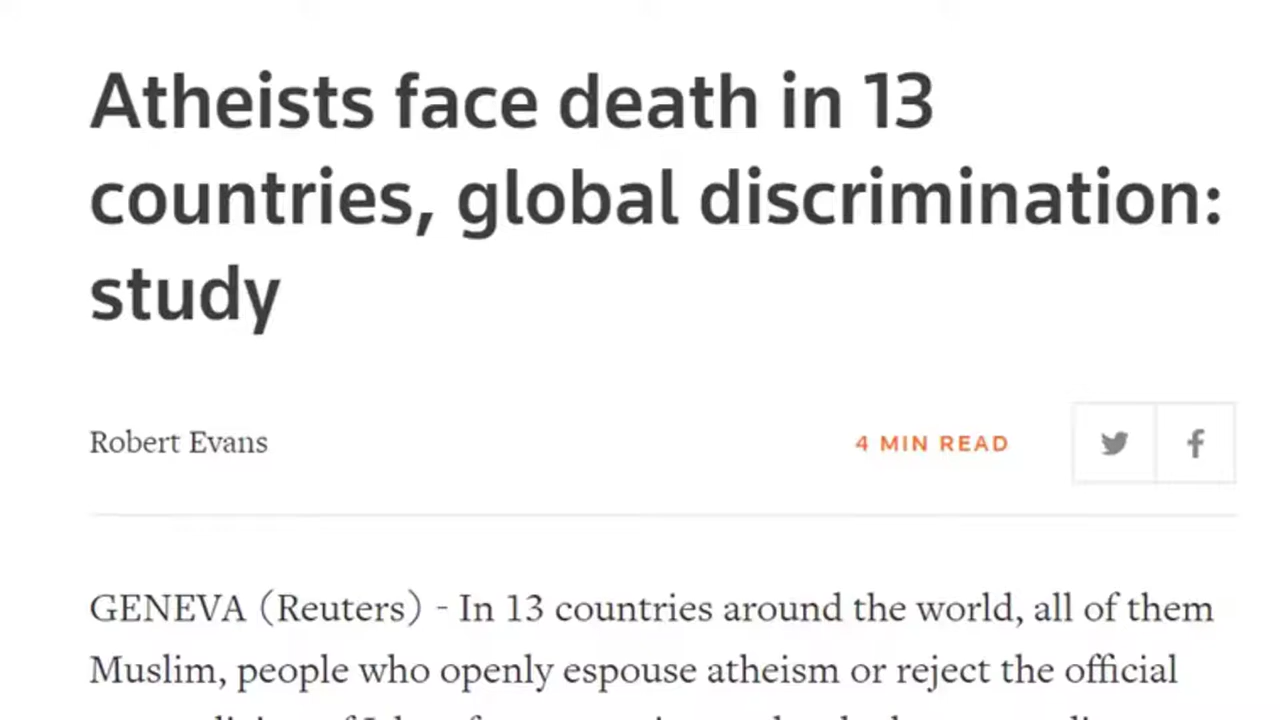 Atheists face death in 13
countries, global discrimination:
study
Robert Evans
4 MIN READ
GENEVA (Reuters) - In 13 countries around the world, all of them
Muslim, people who openly espouse atheism or reject the official